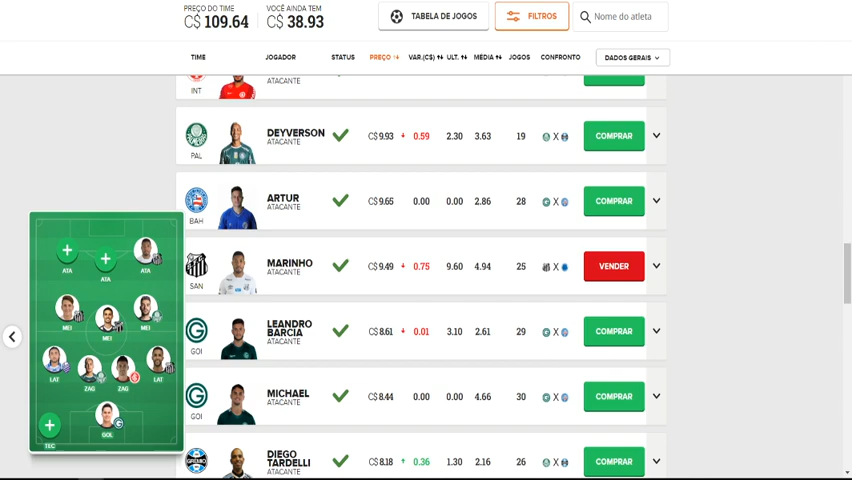 PREÇO DO TIME
C$ 109.64
VOCÊ AINDA TEM
C$ 38.93
TABELA DE JOGOS
FILTROS
Nome do atleta
TIME JOGADOR STATUS PREÇO VAR.(C$) ULT. MÉDIA JOGOS CONFRONTO DADOS GERAIS
INT
ATACANTE
PAL
DEYVERSON
ATACANTE
C$ 9.93 0.59 2.30 3.63 19 X COMPRAR
BAH
ARTUR
ATACANTE
C$ 9.65 0.00 0.00 2.86 28 X COMPRAR
SAN
MARINHO
ATACANTE
C$ 9.49 0.75 9.60 4.94 25 X VENDER
GOI
LEANDRO
BARCIA
ATACANTE
C$ 8.61 0.01 3.10 2.61 29 X COMPRAR
GOI
MICHAEL
ATACANTE
C$ 8.44 0.00 0.00 4.66 30 X COMPRAR
DIEGO
TARDELLI
ATACANTE
C$ 8.18 0.36 1.30 2.16 26 X COMPRAR
ATA ATA ATA
MEI MEI MEI
LAT ZAG ZAG LAT
GOL
TEC